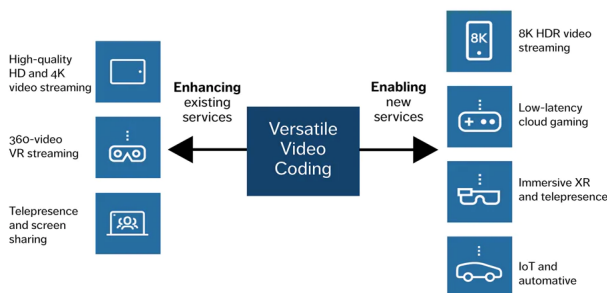 High-quality
HD and 4K
video streaming
360-video
VR streaming
Telepresence
and screen
sharing
Enhancing
existing
services
Versatile
Video
Coding
Enabling
new
services
8K
8K HDR video
streaming
Low-latency
cloud gaming
Immersive XR
and telepresence
IoT and
automative